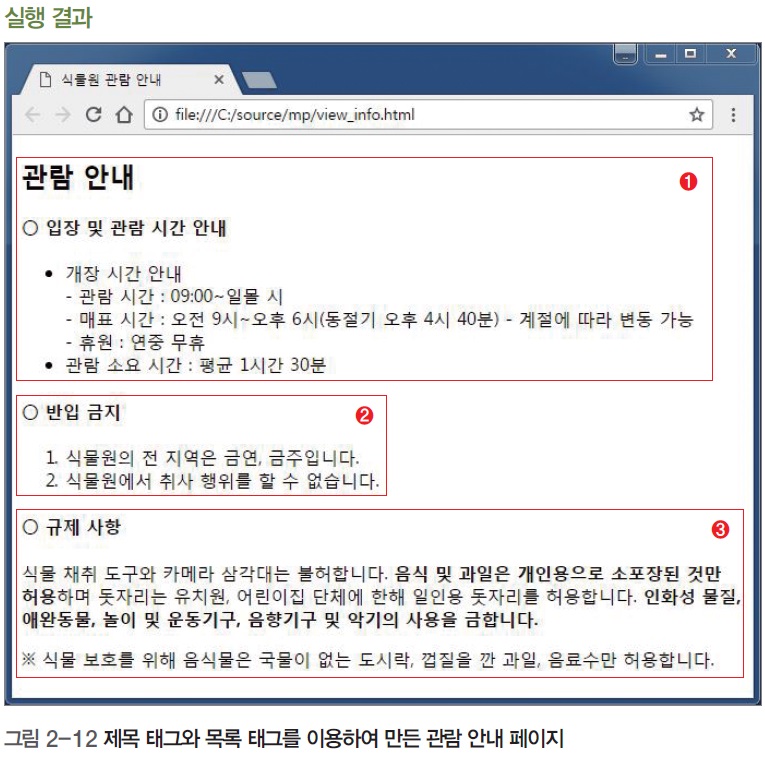 실행 결과
식물원 관람 안내
file:///C:/source/mp/view_info.html
관람 안내
❶
○ 입장 및 관람 시간 안내
• 개장 시간 안내
- 관람 시간 : 09:00~일몰 시
- 매표 시간 : 오전 9시~오후 6시(동절기 오후 4시 40분) - 계절에 따라 변동 가능
- 휴원 : 연중 무휴
• 관람 소요 시간 : 평균 1시간 30분
○ 반입 금지 ❷
1. 식물원의 전 지역은 금연, 금주입니다.
2. 식물원에서 취사 행위를 할 수 없습니다.
○ 규제 사항 ❸
식물 채취 도구와 카메라 삼각대는 불허합니다. 음식 및 과일은 개인용으로 소포장된 것만
허용하며 돗자리는 유치원, 어린이집 단체에 한해 일인용 돗자리를 허용합니다. 인화성 물질,
애완동물, 놀이 및 운동기구, 음향기구 및 악기의 사용을 금합니다.
※ 식물 보호를 위해 음식물은 국물이 없는 도시락, 껍질을 깐 과일, 음료수만 허용합니다.
그림 2-12 제목 태그와 목록 태그를 이용하여 만든 관람 안내 페이지